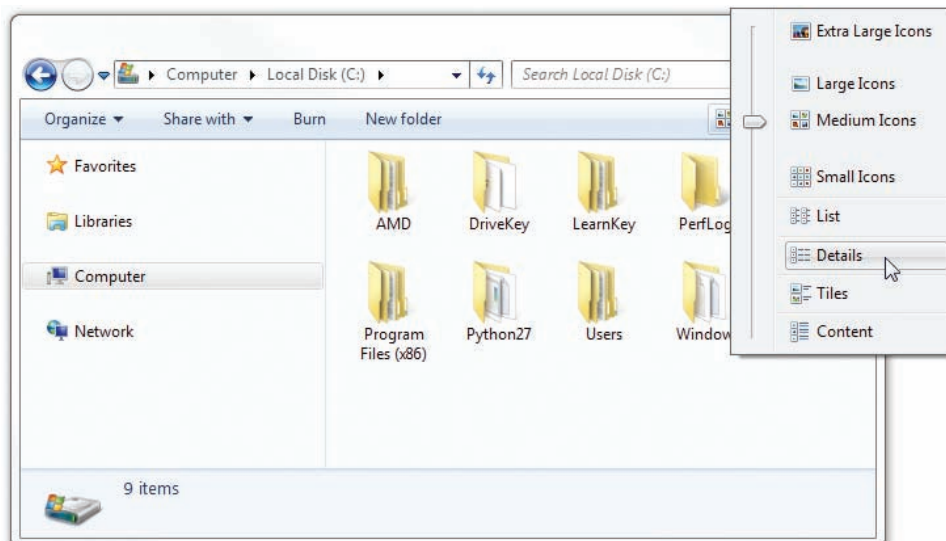 Computer Local Disk (C:)
Search Local Disk (C:)
Organize Share with Burn New folder
Favorites
Libraries
Computer
Network
AMD DriveKey LearnKey PerfLog
Program Python27 Users Window
Files (x86)
9 items
Extra Large Icons
Large Icons
Medium Icons
Small Icons
List
Details
Tiles
Content